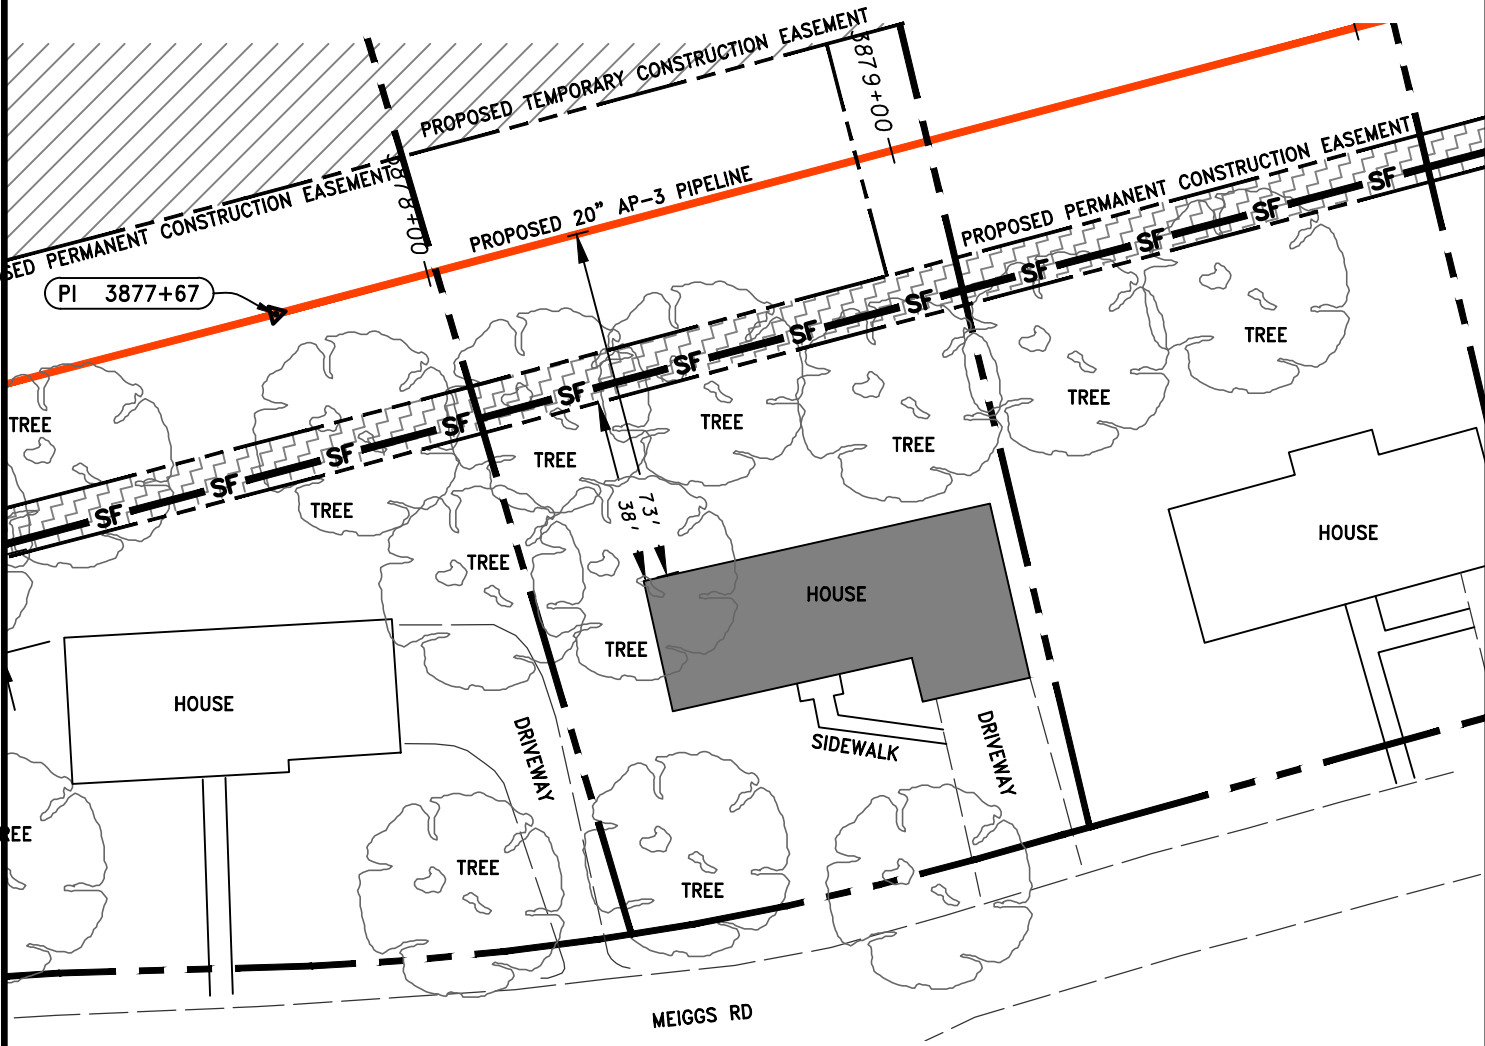 PROPOSED TEMPORARY CONSTRUCTION EASEMENT
3879+00
SED PERMANENT CONSTRUCTION EASEMENT
3878+00
PROPOSED 20” AP-3 PIPELINE
PROPOSED PERMANENT CONSTRUCTION EASEMENT
PI 3877+67
SF
SF
SF
SF
SF
SF
SF
SF
SF
SF
SF
SF
TREE
TREE
TREE
TREE
TREE
TREE
TREE
TREE
TREE
73'
38'
HOUSE
HOUSE
HOUSE
DRIVEWAY
DRIVEWAY
SIDEWALK
REE
TREE
TREE
MEIGGS RD